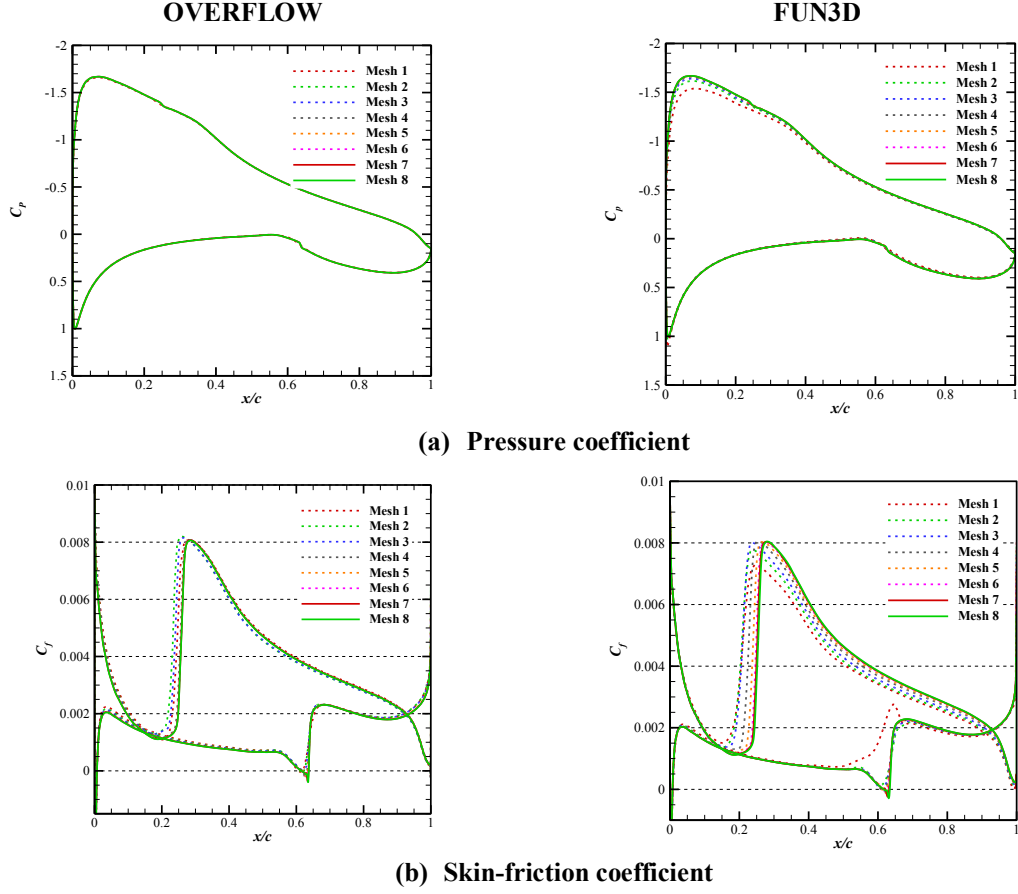 OVERFLOW
FUN3D
-2
-1.5
-1
-0.5
0
0.5
1
1.5
Cp
0 0.2 0.4 0.6 0.8 1
x/c
Mesh 1
Mesh 2
Mesh 3
Mesh 4
Mesh 5
Mesh 6
Mesh 7
Mesh 8
-2
-1.5
-1
-0.5
0
0.5
1
1.5
Cp
0 0.2 0.4 0.6 0.8 1
x/c
Mesh 1
Mesh 2
Mesh 3
Mesh 4
Mesh 5
Mesh 6
Mesh 7
Mesh 8
(a) Pressure coefficient
0.01
0.008
0.006
0.004
0.002
0
Cf
0 0.2 0.4 0.6 0.8 1
x/c
Mesh 1
Mesh 2
Mesh 3
Mesh 4
Mesh 5
Mesh 6
Mesh 7
Mesh 8
0.01
0.008
0.006
0.004
0.002
0
Cf
0 0.2 0.4 0.6 0.8 1
x/c
Mesh 1
Mesh 2
Mesh 3
Mesh 4
Mesh 5
Mesh 6
Mesh 7
Mesh 8
(b) Skin-friction coefficient